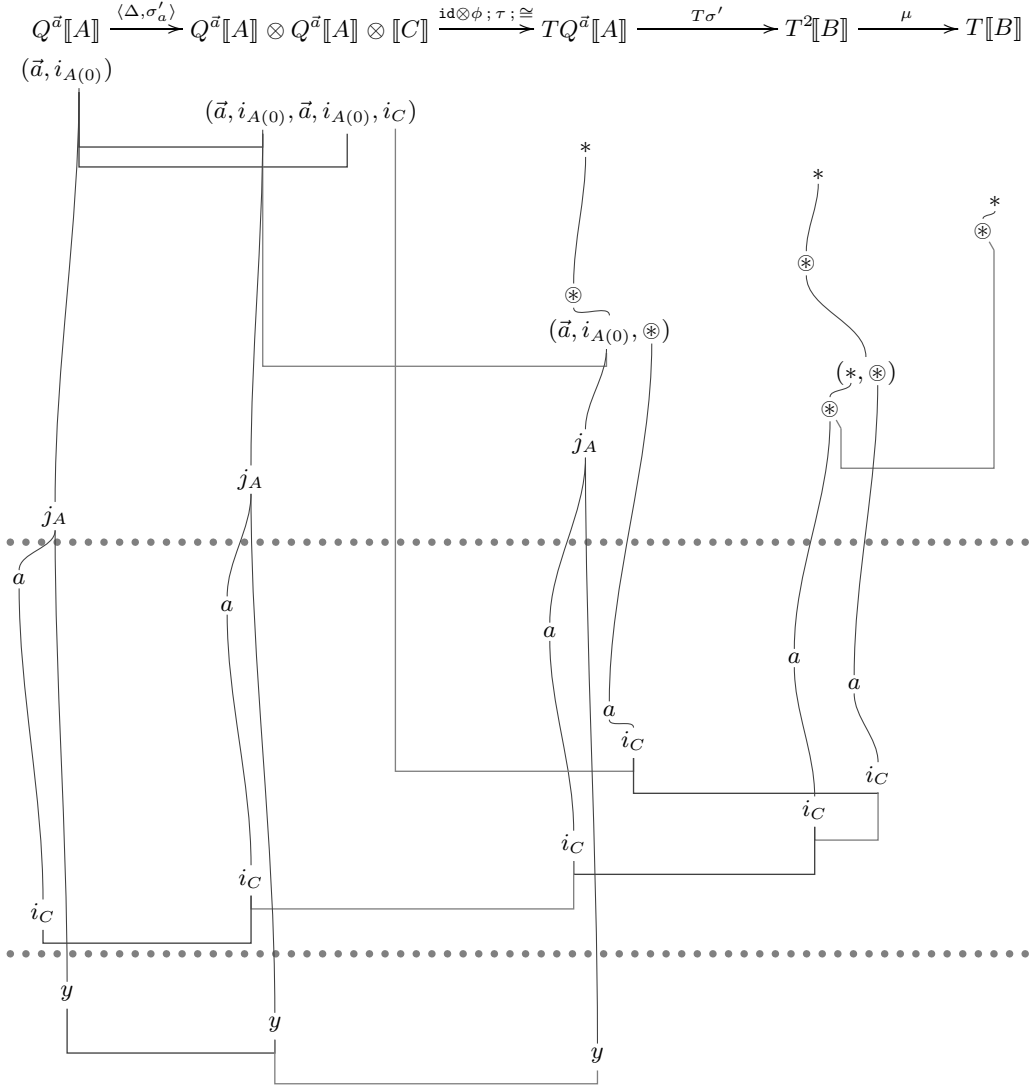 Q^{\vec{a}}⟦A⟧ ⟨Δ,σ′_a⟩ Q^{\vec{a}}⟦A⟧ ⊗ Q^{\vec{a}}⟦A⟧ ⊗ ⟦C⟧ id⊗ϕ ; τ ; ≅ TQ^{\vec{a}}⟦A⟧ Tσ′ T²⟦B⟧ μ T⟦B⟧
(\vec{a}, i_{A(0)})
(\vec{a}, i_{A(0)}, \vec{a}, i_{A(0)}, i_C)
*
*
*
⊛
⊛
⊛
(\vec{a}, i_{A(0)}, ⊛)
(*, ⊛)
⊛
j_A
j_A
j_A
a
a
a
a
a
a
i_C
i_C
i_C
i_C
i_C
i_C
y
y
y